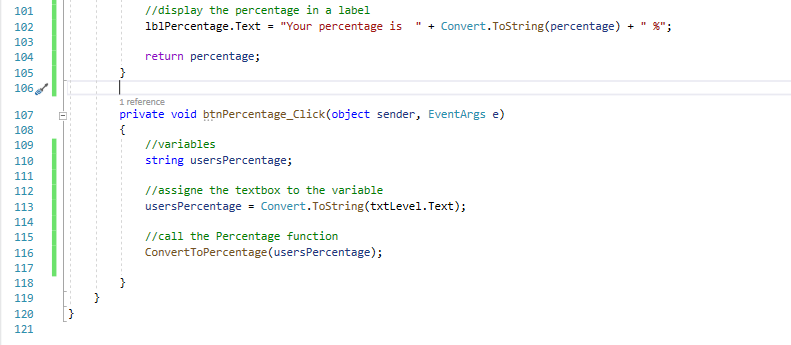 101 //display the percentage in a label
102 lblPercentage.Text = "Your percentage is  " + Convert.ToString(percentage) + " %";
103
104 return percentage;
105 }
106
1 reference
107 private void btnPercentage_Click(object sender, EventArgs e)
108 {
109 //variables
110 string usersPercentage;
111
112 //assigne the textbox to the variable
113 usersPercentage = Convert.ToString(txtLevel.Text);
114
115 //call the Percentage function
116 ConvertToPercentage(usersPercentage);
117
118 }
119 }
120 }
121